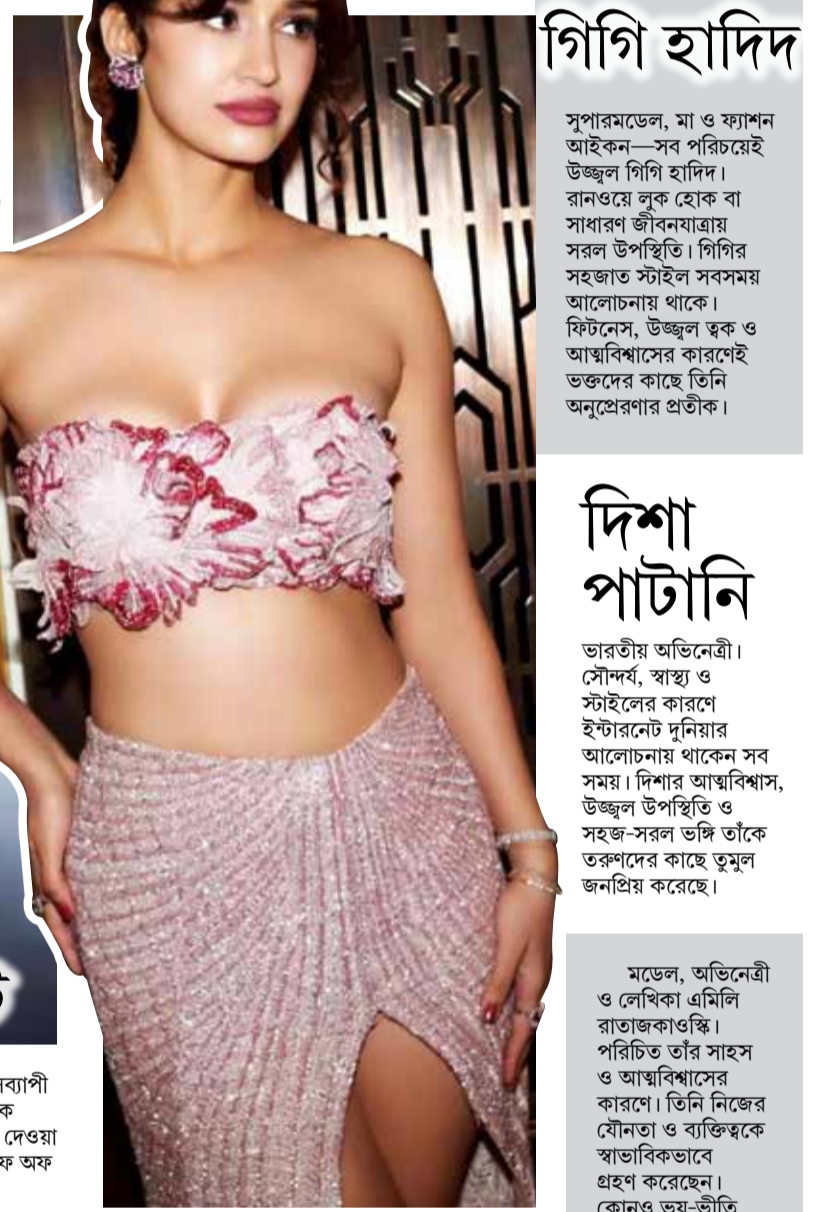 গিগি হাদিদ
সুপারমডেল, মা ও ফ্যাশন
আইকন—সব পরিচয়েই
উজ্জ্বল গিগি হাদিদ।
রানওয়ে লুক হোক বা
সাধারণ জীবনযাত্রায়
সরল উপস্থিতি। গিগির
সহজাত স্টাইল সবসময়
আলোচনায় থাকে।
ফিটনেস, উজ্জ্বল ত্বক ও
আত্মবিশ্বাসের কারণেই
ভক্তদের কাছে তিনি
অনুপ্রেরণার প্রতীক।
দিশা
পাটানি
ভারতীয় অভিনেত্রী।
সৌন্দর্য, স্বাস্থ্য ও
স্টাইলের কারণে
ইন্টারনেট দুনিয়ার
আলোচনায় থাকেন সব
সময়। দিশার আত্মবিশ্বাস,
উজ্জ্বল উপস্থিতি ও
সহজ-সরল ভঙ্গি তাঁকে
তরুণদের কাছে তুমুল
জনপ্রিয় করেছে।
মডেল, অভিনেত্রী
ও লেখিকা এমিলি
রাতাজকাওস্কি।
পরিচিত তাঁর সাহস
ও আত্মবিশ্বাসের
কারণে। তিনি নিজের
যৌনতা ও ব্যক্তিত্বকে
স্বাভাবিকভাবে
গ্রহণ করেছেন।
কোনও ভয়-ভীতি
দেওয়া
অফ